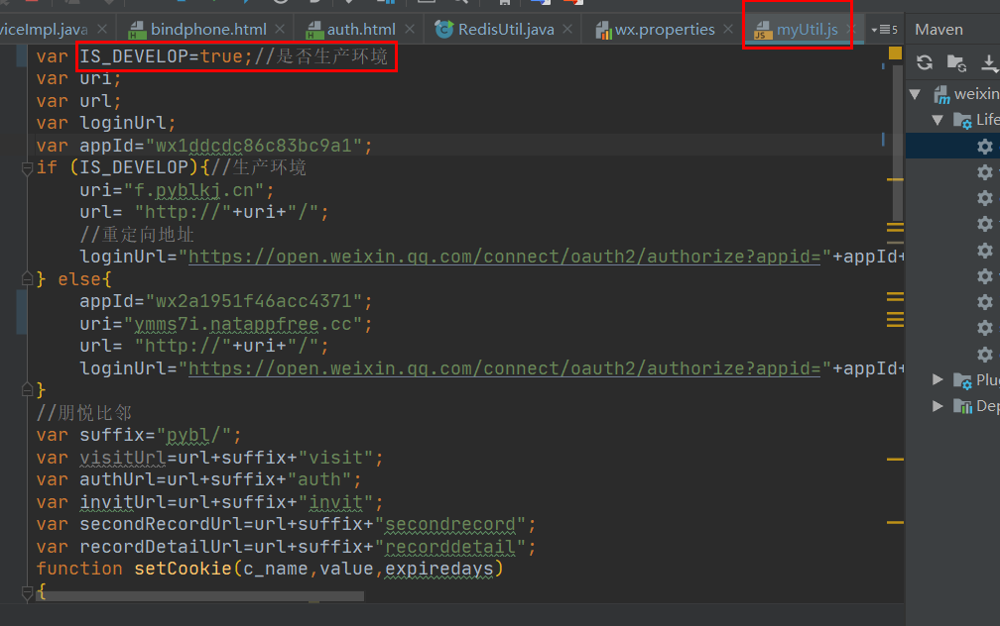 viceImpl.java bindphone.html auth.html RedisUtil.java wx.properties myUtil.js 5 Maven
var IS_DEVELOP=true;//是否生产环境
var uri;
var url;
var loginUrl;
var appId="wx1ddcdc86c83bc9a1";
if (IS_DEVELOP){//生产环境
uri="f.pyblkj.cn";
url= "http://"+uri+"/";
//重定向地址
loginUrl="https://open.weixin.qq.com/connect/oauth2/authorize?appid="+appId+
} else{
appId="wx2a1951f46acc4371";
uri="ymms7i.natappfree.cc";
url= "http://"+uri+"/";
loginUrl="https://open.weixin.qq.com/connect/oauth2/authorize?appid="+appId+
}
//朋悦比邻
var suffix="pybl/";
var visitUrl=url+suffix+"visit";
var authUrl=url+suffix+"auth";
var invitUrl=url+suffix+"invit";
var secondRecordUrl=url+suffix+"secondrecord";
var recordDetailUrl=url+suffix+"recorddetail";
function setCookie(c_name,value,expiredays)
{
weixin
Life
Plu
Dep